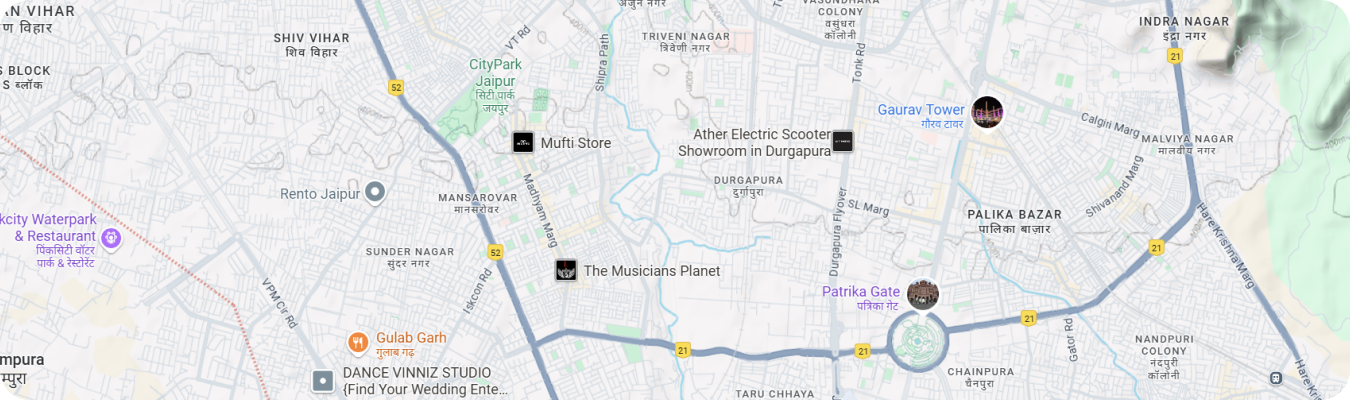 AN VIHAR
ण विहार
SHIV VIHAR
शिव विहार
S BLOCK
S ब्लॉक
52
VT Rd
CityPark
Jaipur
सिटी पार्क
जयपुर
Shipra Path
अर्जुन नगर
TRIVENI NAGAR
त्रिवेणी नगर
VASUNDHARA
COLONY
वसुंधरा
कॉलोनी
Tonk Rd
INDRA NAGAR
इंद्रा नगर
21
Gaurav Tower
गौरव टावर
Calgiri Marg
MALVIYA NAGAR
मालवीय नगर
Mufti Store
Ather Electric Scooter
Showroom in Durgapura
DURGAPURA
दुर्गापुरा
Rento Jaipur
MANSAROVAR
मानसरोवर
Madhyam Marg
SL Marg
Shivanand Marg
PALIKA BAZAR
पालिका बाज़ार
Hare Krishna Marg
kcity Waterpark
& Restaurant
पिंकसिटी वॉटर
पार्क & रेस्टोरेंट
SUNDER NAGAR
सुंदर नगर
52
Iskcon Rd
The Musicians Planet
Durgapura Flyover
21
VPM Cir Rd
Patrika Gate
पत्रिका गेट
21
Gator Rd
Gulab Garh
गुलाब गढ़
21
21
NANDPURI
COLONY
नंदपुरी
कॉलोनी
mpura
म्पुरा
DANCE VINNIZ STUDIO
{Find Your Wedding Ente...
CHAINPURA
चैनपुरा
TARU CHHAYA
Hare Kris